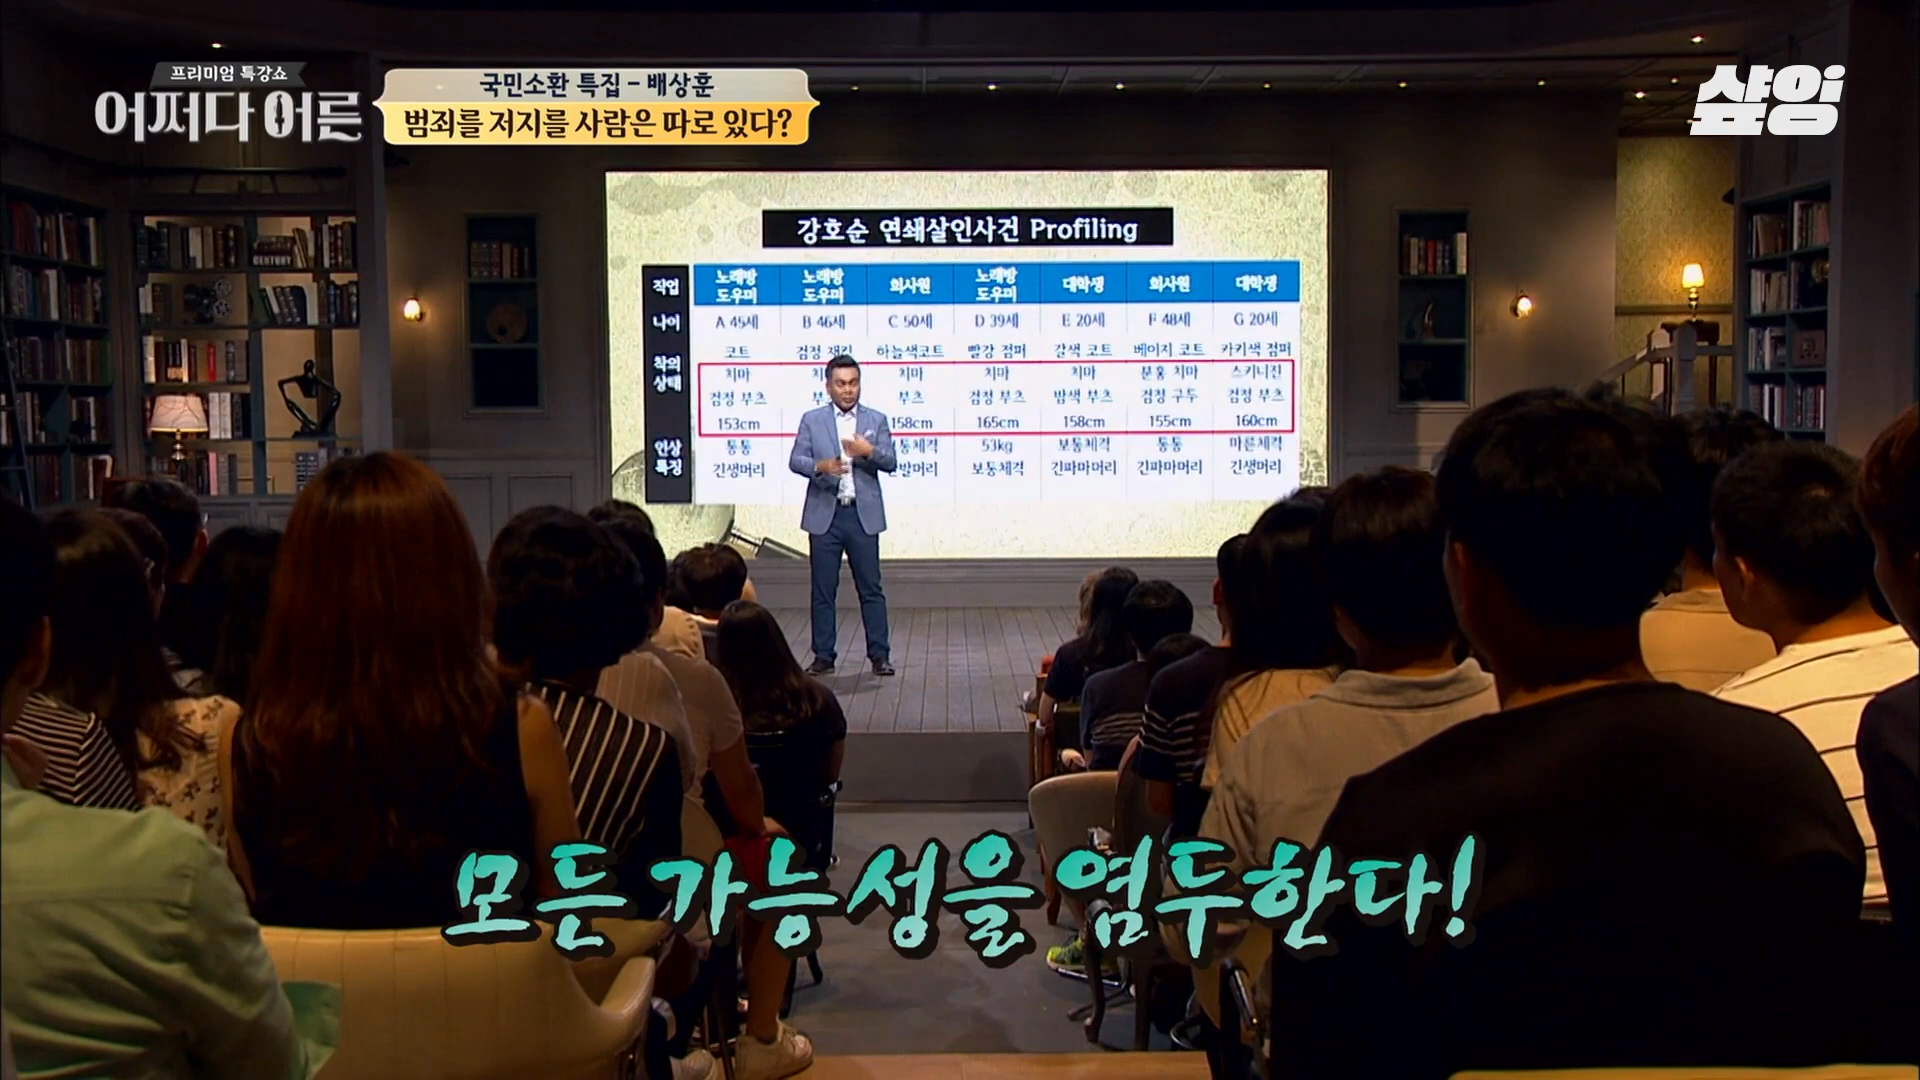 프리미엄 특강쇼
어쩌다 어른
국민소환 특집 - 배상훈
범죄를 저지를 사람은 따로 있다?
샾잉
강호순 연쇄살인사건 Profiling
직업 노래방 도우미 노래방 도우미 회사원 노래방 도우미 대학생 회사원 대학생
나이 A 45세 B 46세 C 50세 D 39세 E 20세 F 48세 G 20세
착의 상태 코트 검정 재킷 하늘색코트 빨강 점퍼 갈색 코트 베이지 코트 카키색 점퍼
치마 치마 치마 치마 분홍 치마 스키니진
검정 부츠 부츠 검정 부츠 밤색 부츠 검정 구두 검정 부츠
153cm 158cm 165cm 158cm 155cm 160cm
인상 특징 통통 53kg 보통체격 통통 마른체격
긴생머리 보통체격 긴파마머리 긴파마머리 긴생머리
모든 가능성을 염두한다!